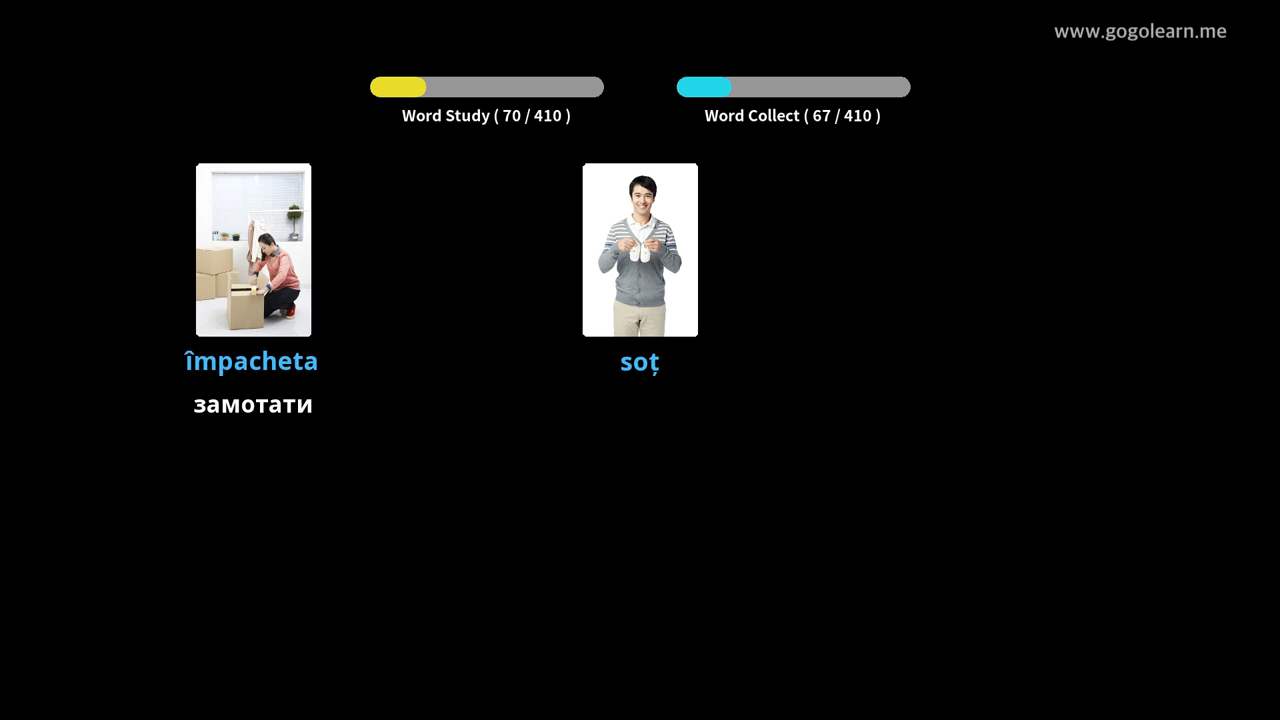 www.gogolearn.me
Word Study ( 70 / 410 )
Word Collect ( 67 / 410 )
împacheta
soț
замотати